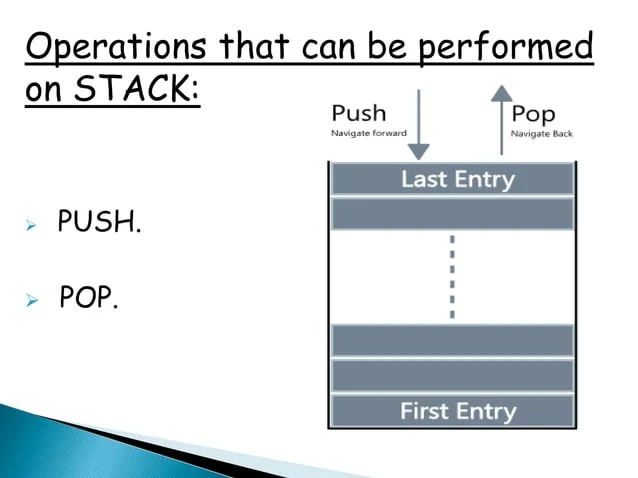 Operations that can be performed
on STACK:
Push
Navigate forward
Pop
Navigate Back
Last Entry
PUSH.
POP.
First Entry